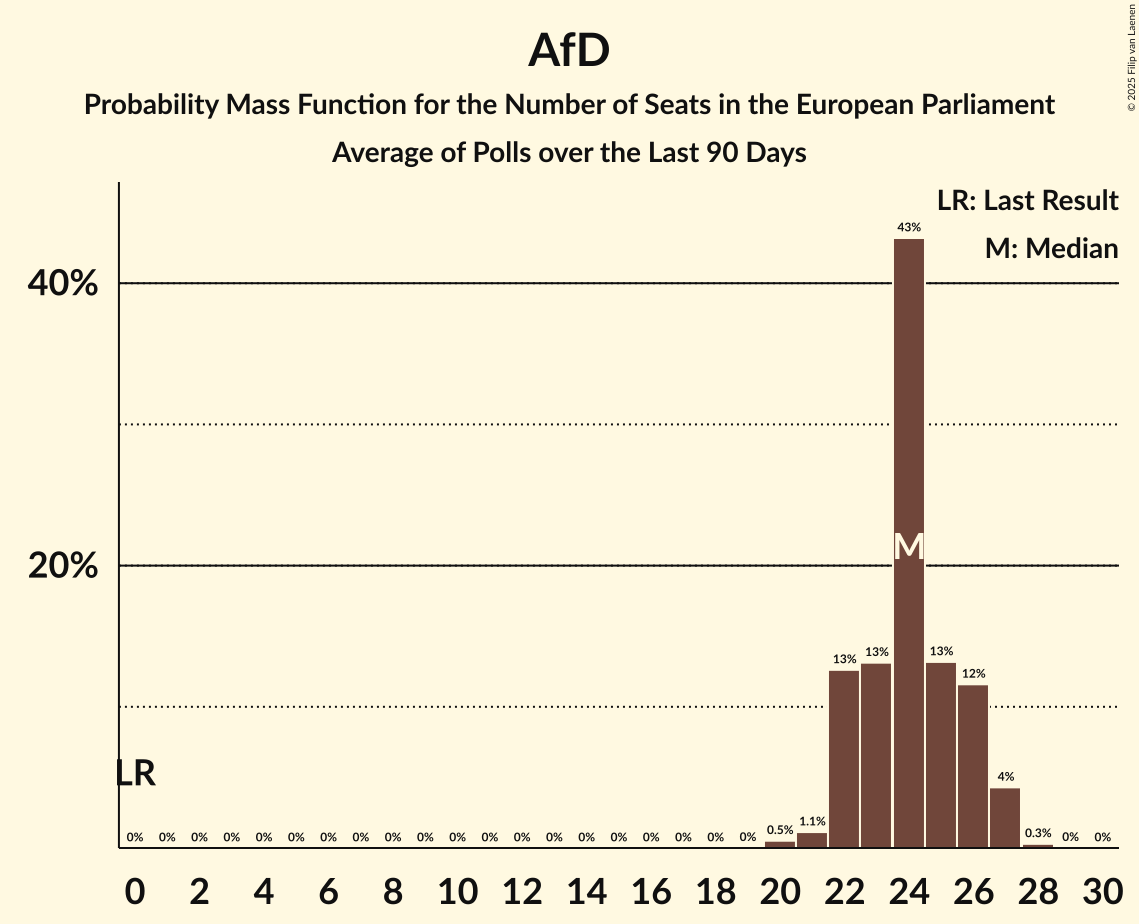 © 2025 Filip van Laenen
AfD
Probability Mass Function for the Number of Seats in the European Parliament
Average of Polls over the Last 90 Days
LR: Last Result
M: Median
43%
40%
20%
M
13% 13% 13% 12%
4%
LR
0% 0% 0% 0% 0% 0% 0% 0% 0% 0% 0% 0% 0% 0% 0% 0% 0% 0% 0% 0% 0.5% 1.1% 0.3% 0% 0%
0 2 4 6 8 10 12 14 16 18 20 22 24 26 28 30